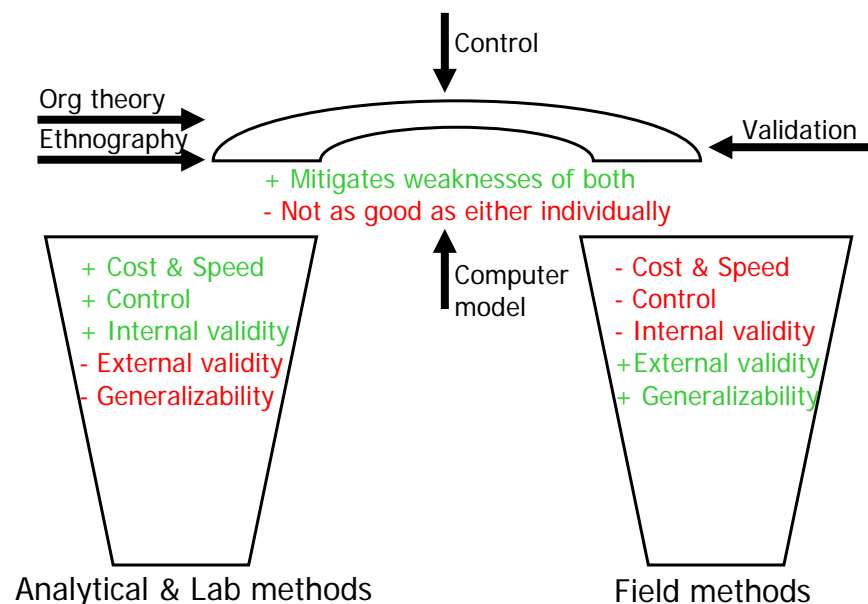 Control
Org theory
Ethnography
Validation
+ Mitigates weaknesses of both
- Not as good as either individually
Computer
model
+ Cost & Speed
+ Control
+ Internal validity
- External validity
- Generalizability
- Cost & Speed
- Control
- Internal validity
+External validity
+ Generalizability
Analytical & Lab methods
Field methods